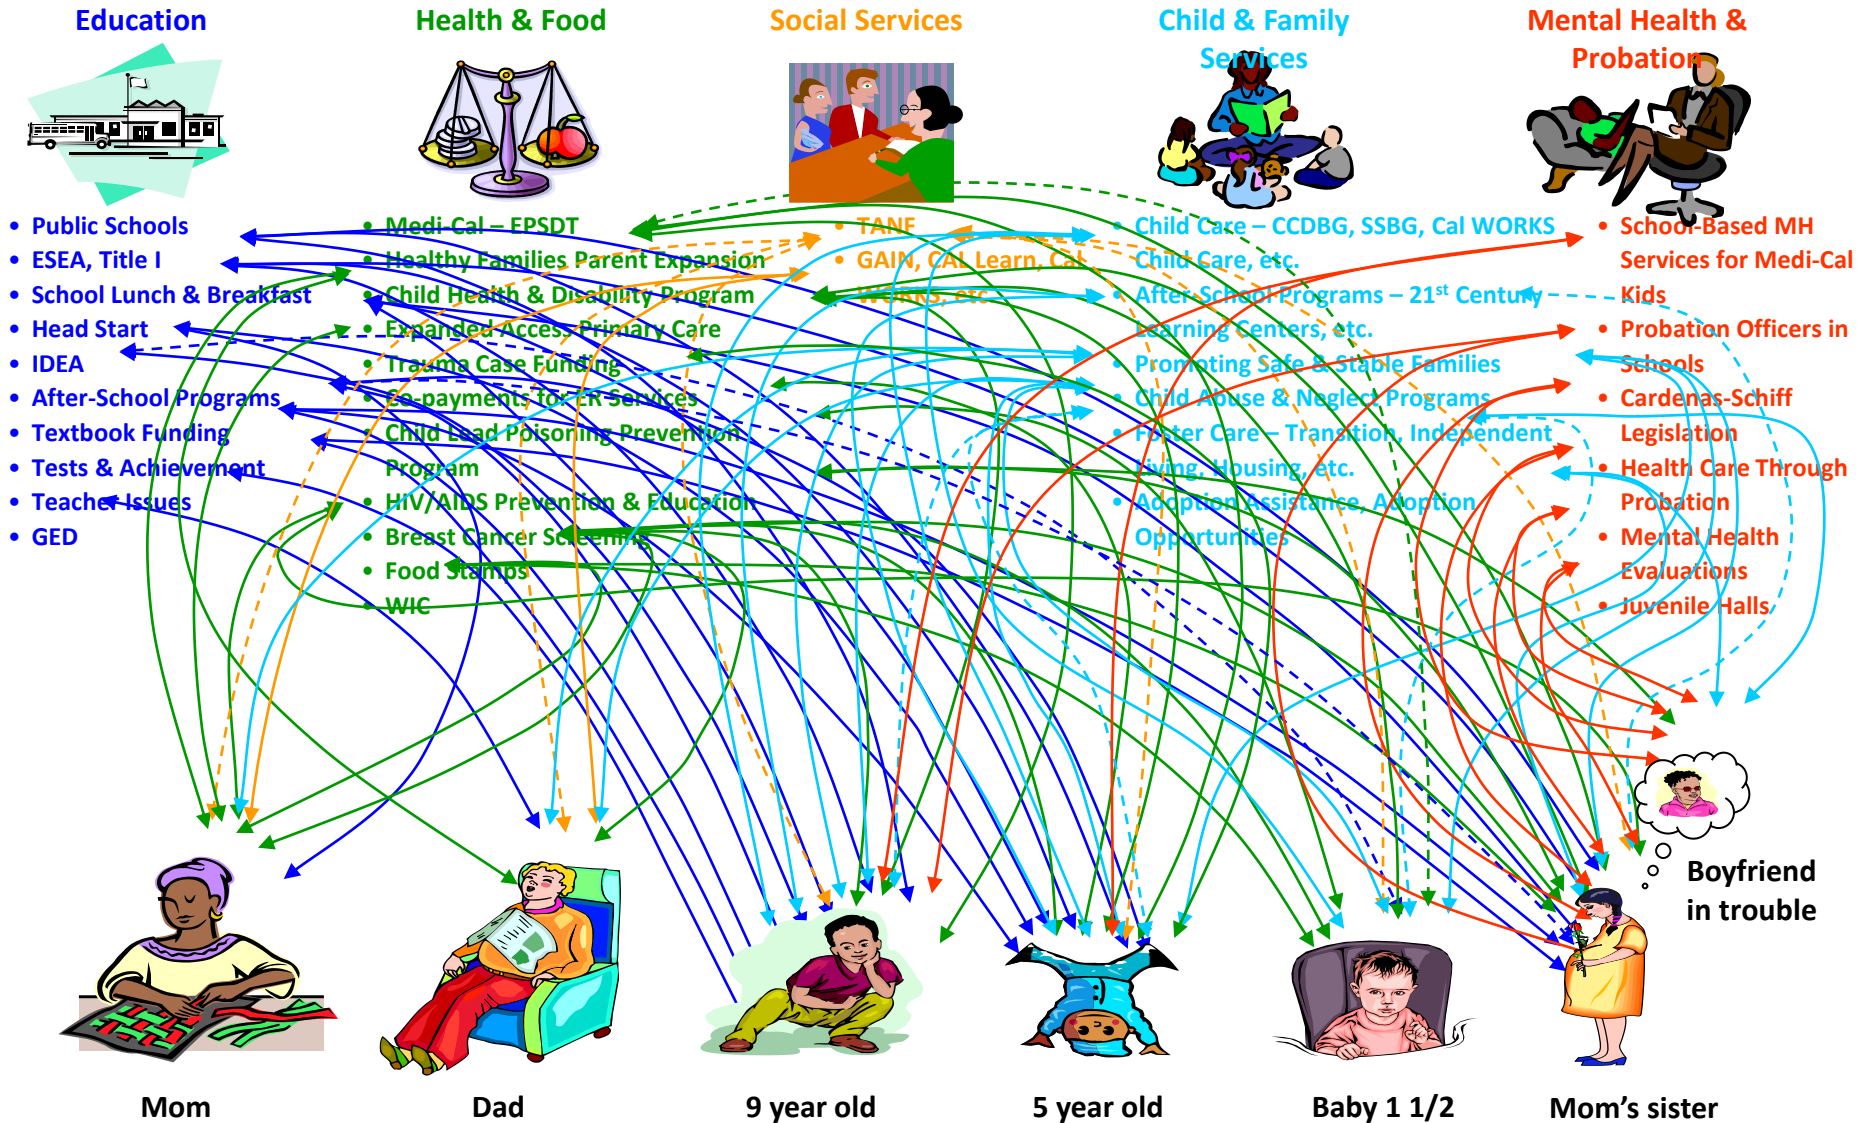 Education
Health & Food
Social Services
Child & Family
Services
Mental Health &
Probation
• Public Schools
• ESEA, Title I
• School Lunch & Breakfast
• Head Start
• IDEA
• After-School Programs
• Textbook Funding
• Tests & Achievement
• Teacher Issues
• GED
• Medi-Cal – EPSDT
• Healthy Families Parent Expansion
• Child Health & Disability Program
• Expanded Access Primary Care
• Trauma Case Funding
• Co-payments for ER Services
• Child Lead Poisoning Prevention
Program
• HIV/AIDS Prevention & Education
• Breast Cancer Screening
• Food Stamps
• WIC
• TANF
• GAIN, CAL Learn, Cal
WORKS, etc.
• Child Care – CCDBG, SSBG, Cal WORKS
Child Care, etc.
• After-School Programs – 21st Century
Learning Centers, etc.
• Promoting Safe & Stable Families
• Child Abuse & Neglect Programs
• Foster Care – Transition, Independent
Living, Housing, etc.
• Adoption Assistance, Adoption
Opportunities
• School-Based MH
Services for Medi-Cal
Kids
• Probation Officers in
Schools
• Cardenas-Schiff
Legislation
• Health Care Through
Probation
• Mental Health
Evaluations
• Juvenile Halls
Boyfriend
in trouble
Mom
Dad
9 year old
5 year old
Baby 1 1/2
Mom’s sister